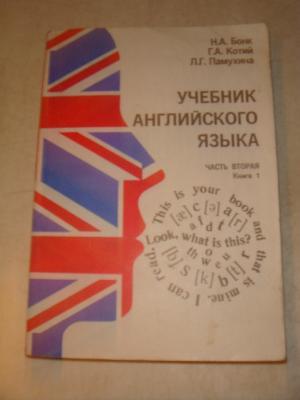 Н.А. Бонк
Г.А. Котий
Л.Г. Памухина
УЧЕБНИК
АНГЛИЙСКОГО
ЯЗЫКА
ЧАСТЬ ВТОРАЯ
Книга 1
This is your book and that is mine. I can read.
[æ] c [ə] a [r]
a f d t
Look, what is this?